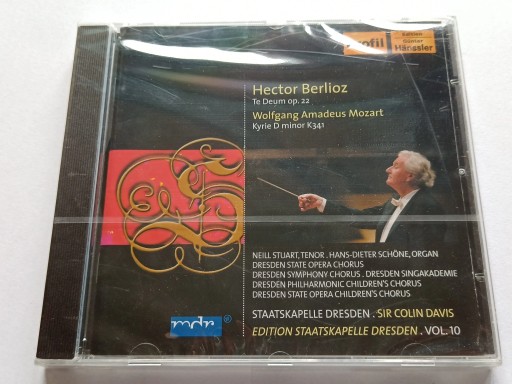 Profil
Edition
Günter
Hänssler
Hector Berlioz
Te Deum op. 22
Wolfgang Amadeus Mozart
Kyrie D minor K341
NEILL STUART, TENOR . HANS-DIETER SCHÖNE, ORGAN
DRESDEN STATE OPERA CHORUS
DRESDEN SYMPHONY CHORUS . DRESDEN SINGAKADEMIE
DRESDEN PHILHARMONIC CHILDREN'S CHORUS
DRESDEN STATE OPERA CHILDREN'S CHORUS
STAATSKAPELLE DRESDEN . SIR COLIN DAVIS
EDITION STAATSKAPELLE DRESDEN . VOL. 10
mdr